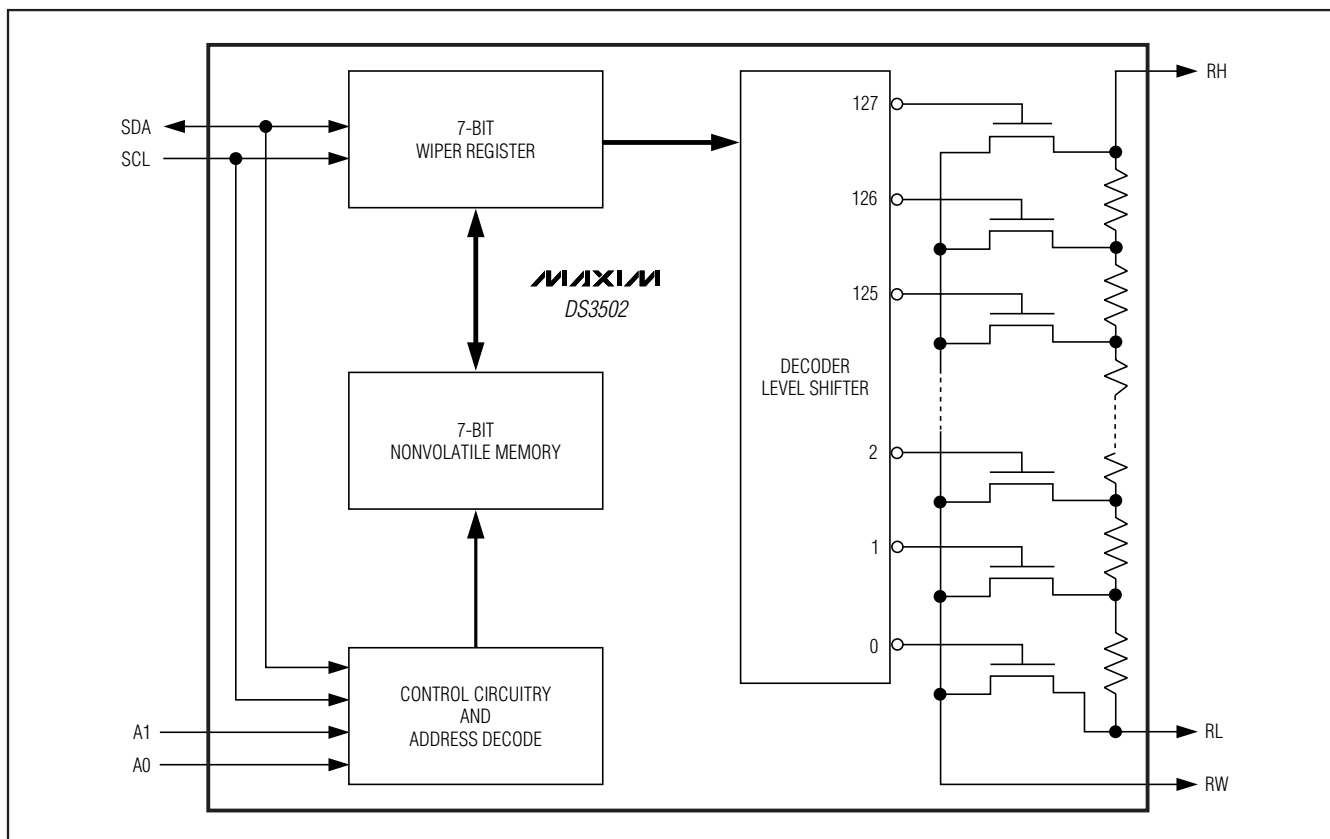 RH
127
SDA
7-BIT
WIPER REGISTER
SCL
126
MAXIM
DS3502
125
DECODER
LEVEL SHIFTER
7-BIT
NONVOLATILE MEMORY
2
1
0
CONTROL CIRCUITRY
AND
ADDRESS DECODE
A1
A0
RL
RW